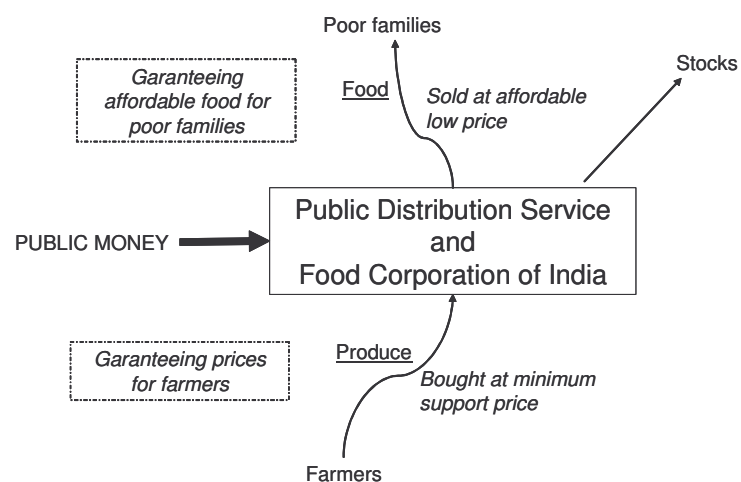 Poor families
Stocks
Garanteeing
affordable food for
poor families
Food
Sold at affordable
low price
Public Distribution Service
and
Food Corporation of India
PUBLIC MONEY
Garanteeing prices
for farmers
Produce
Bought at minimum
support price
Farmers